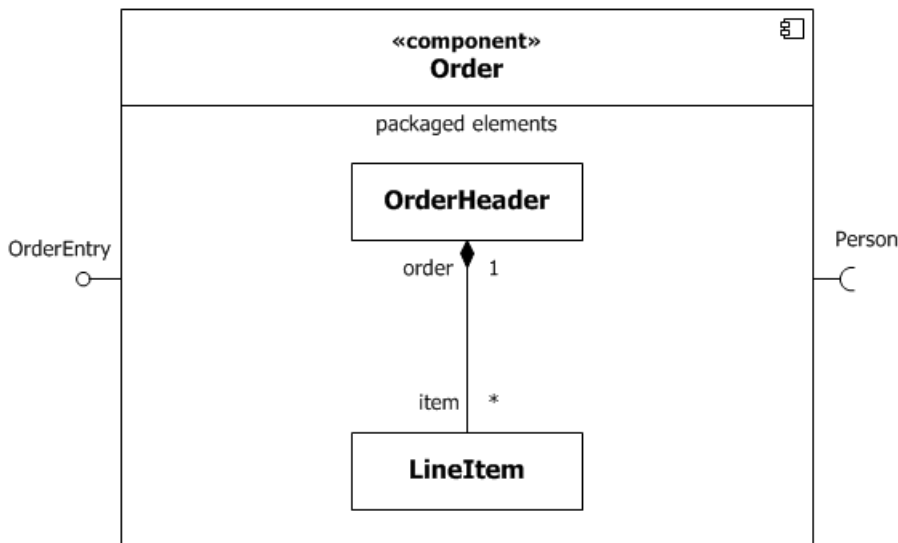 «component»
Order
packaged elements
OrderHeader
OrderEntry
Person
order 1
item *
LineItem